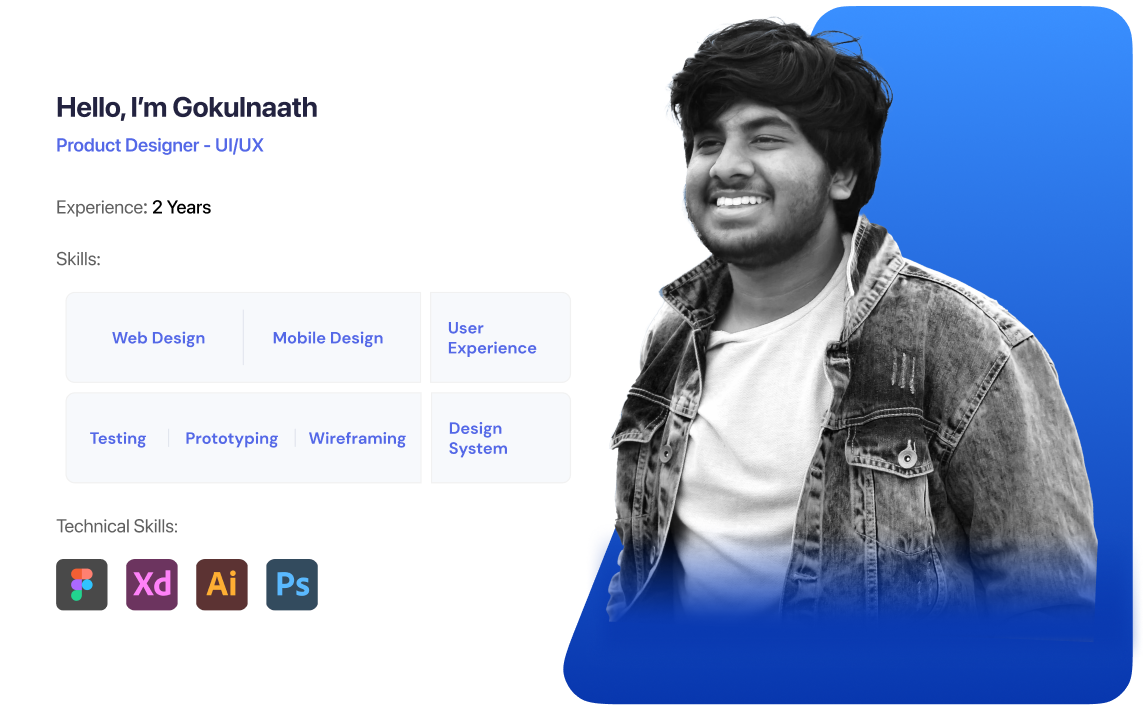 Hello, I’m Gokulnaath
Product Designer - UI/UX
Experience: 2 Years
Skills:
Web Design
Mobile Design
User
Experience
Testing
Prototyping
Wireframing
Design
System
Technical Skills:
Xd
Ai
Ps